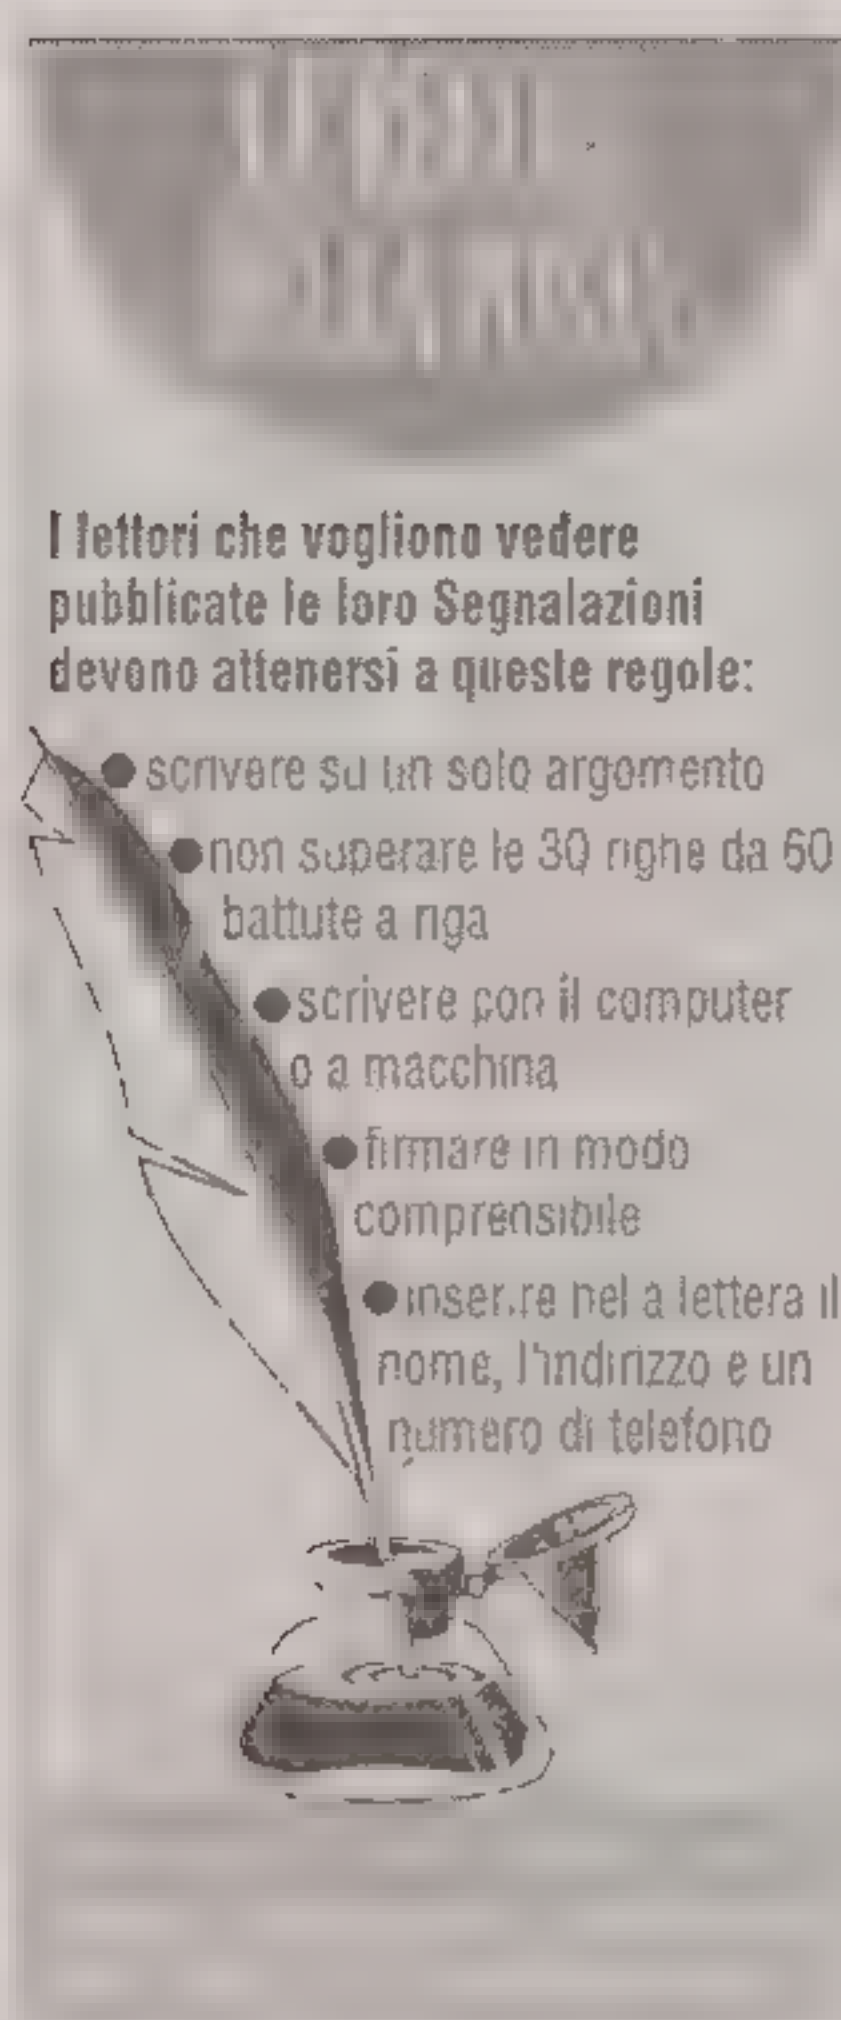 I lettori che vogliono vedere
pubblicate le loro Segnalazioni
devono attenersi a queste regole:
● scrivere su un solo argomento
● non superare le 30 righe da 60
battute a riga
● scrivere con il computer
o a macchina
● firmare in modo
comprensibile
● inserire nella lettera il
nome, l'indirizzo e un
numero di telefono